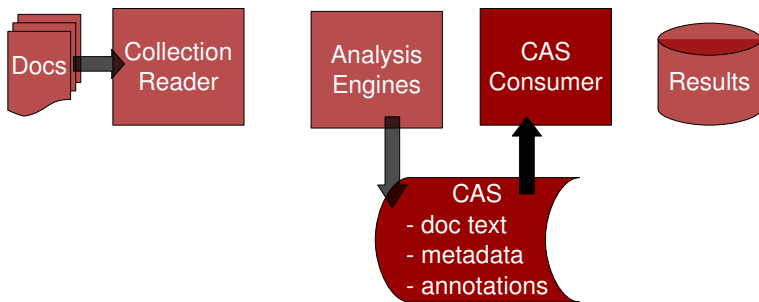 Docs
Collection
Reader
Analysis
Engines
CAS
Consumer
Results
CAS
- doc text
- metadata
- annotations